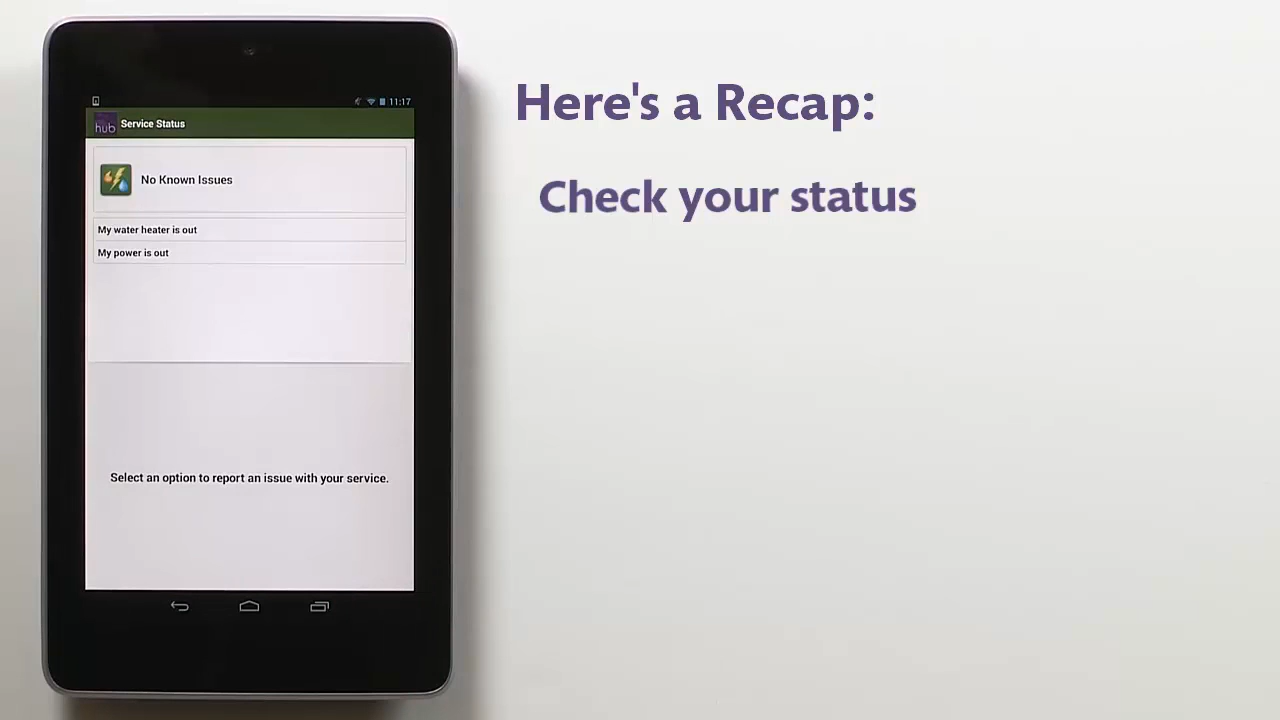 Here's a Recap:
Check your status
11:17
hub Service Status
No Known Issues
My water heater is out
My power is out
Select an option to report an issue with your service.